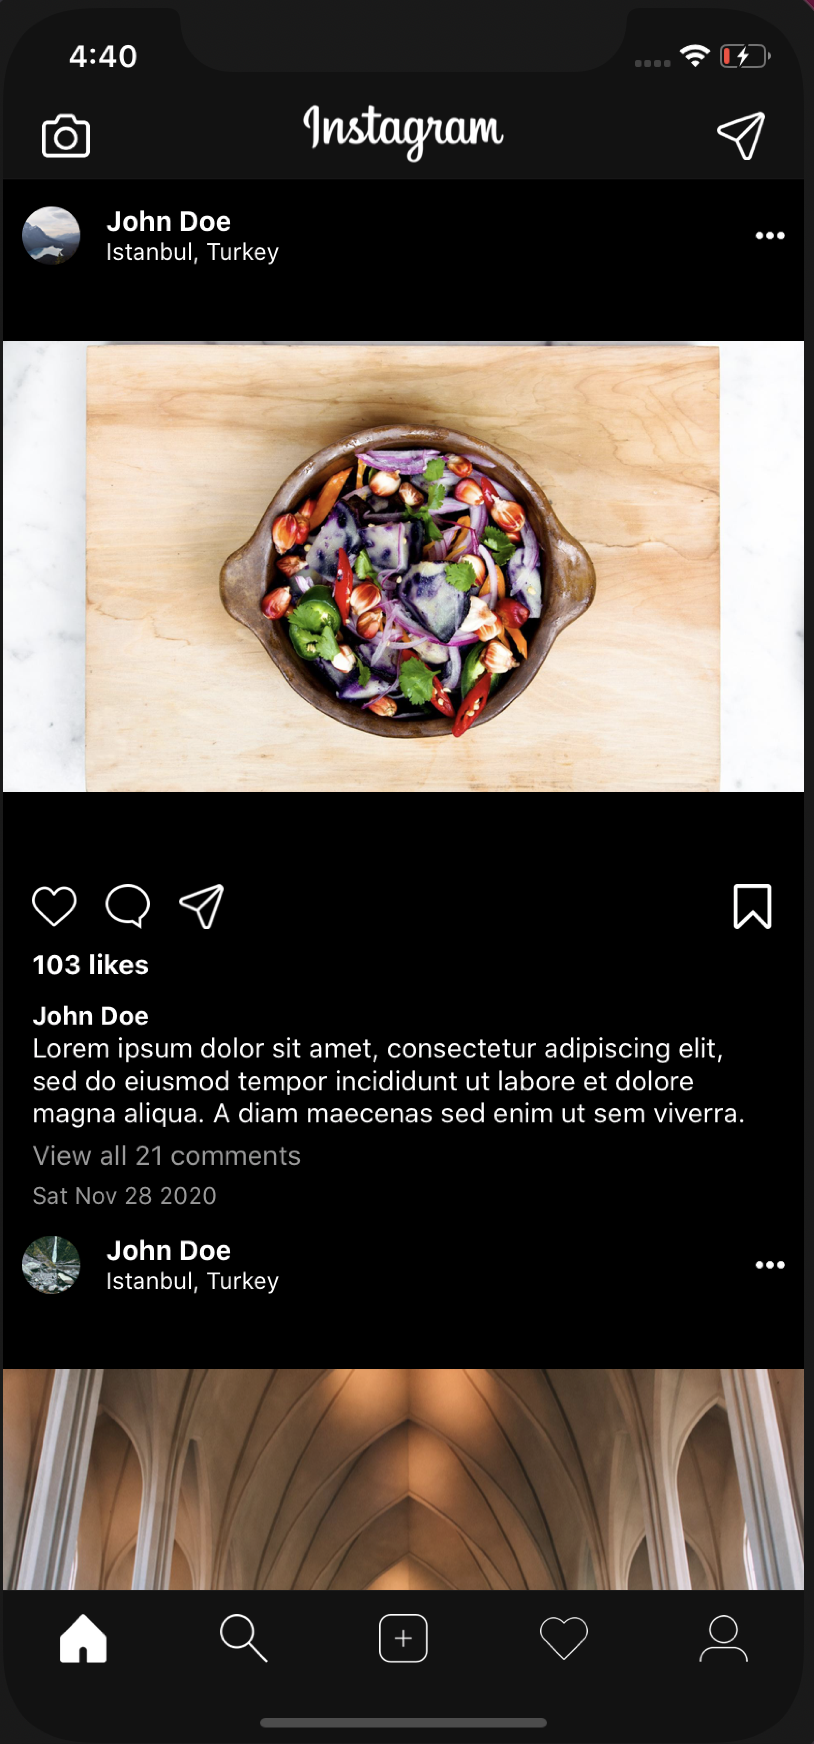 4:40
Instagram
John Doe
Istanbul, Turkey
103 likes
John Doe
Lorem ipsum dolor sit amet, consectetur adipiscing elit,
sed do eiusmod tempor incididunt ut labore et dolore
magna aliqua. A diam maecenas sed enim ut sem viverra.
View all 21 comments
Sat Nov 28 2020
John Doe
Istanbul, Turkey